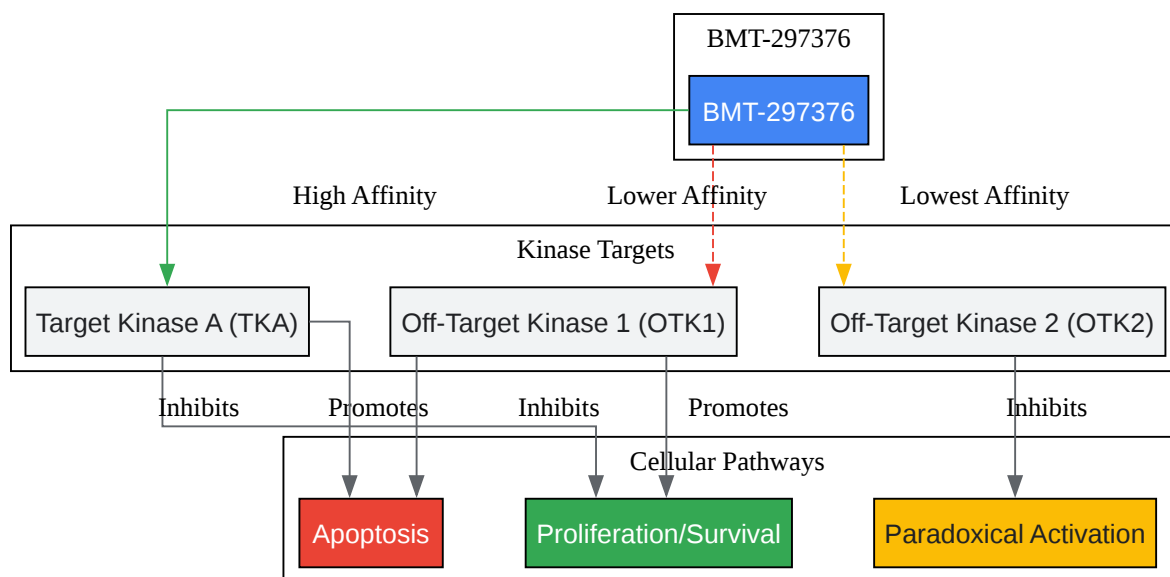 BMT-297376
BMT-297376
High Affinity
Lower Affinity
Lowest Affinity
Kinase Targets
Target Kinase A (TKA)
Off-Target Kinase 1 (OTK1)
Off-Target Kinase 2 (OTK2)
Inhibits
Promotes
Inhibits
Promotes
Inhibits
Cellular Pathways
Apoptosis
Proliferation/Survival
Paradoxical Activation